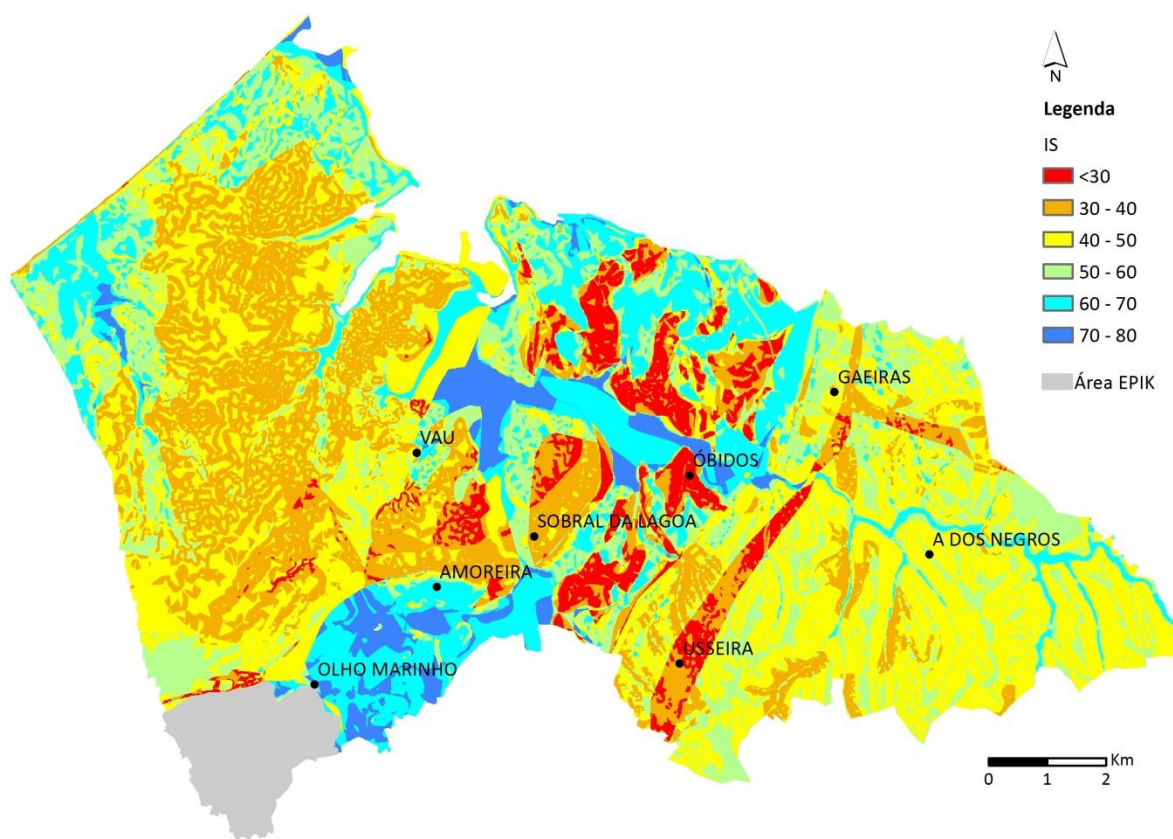 N
Legenda
IS
<30
30 - 40
40 - 50
50 - 60
60 - 70
70 - 80
Área EPIK
GAEIRAS
VAU
ÓBIDOS
SOBRAL DA LAGOA
A DOS NEGROS
AMOREIRA
USSEIRA
OLHO MARINHO
Km
0 1 2